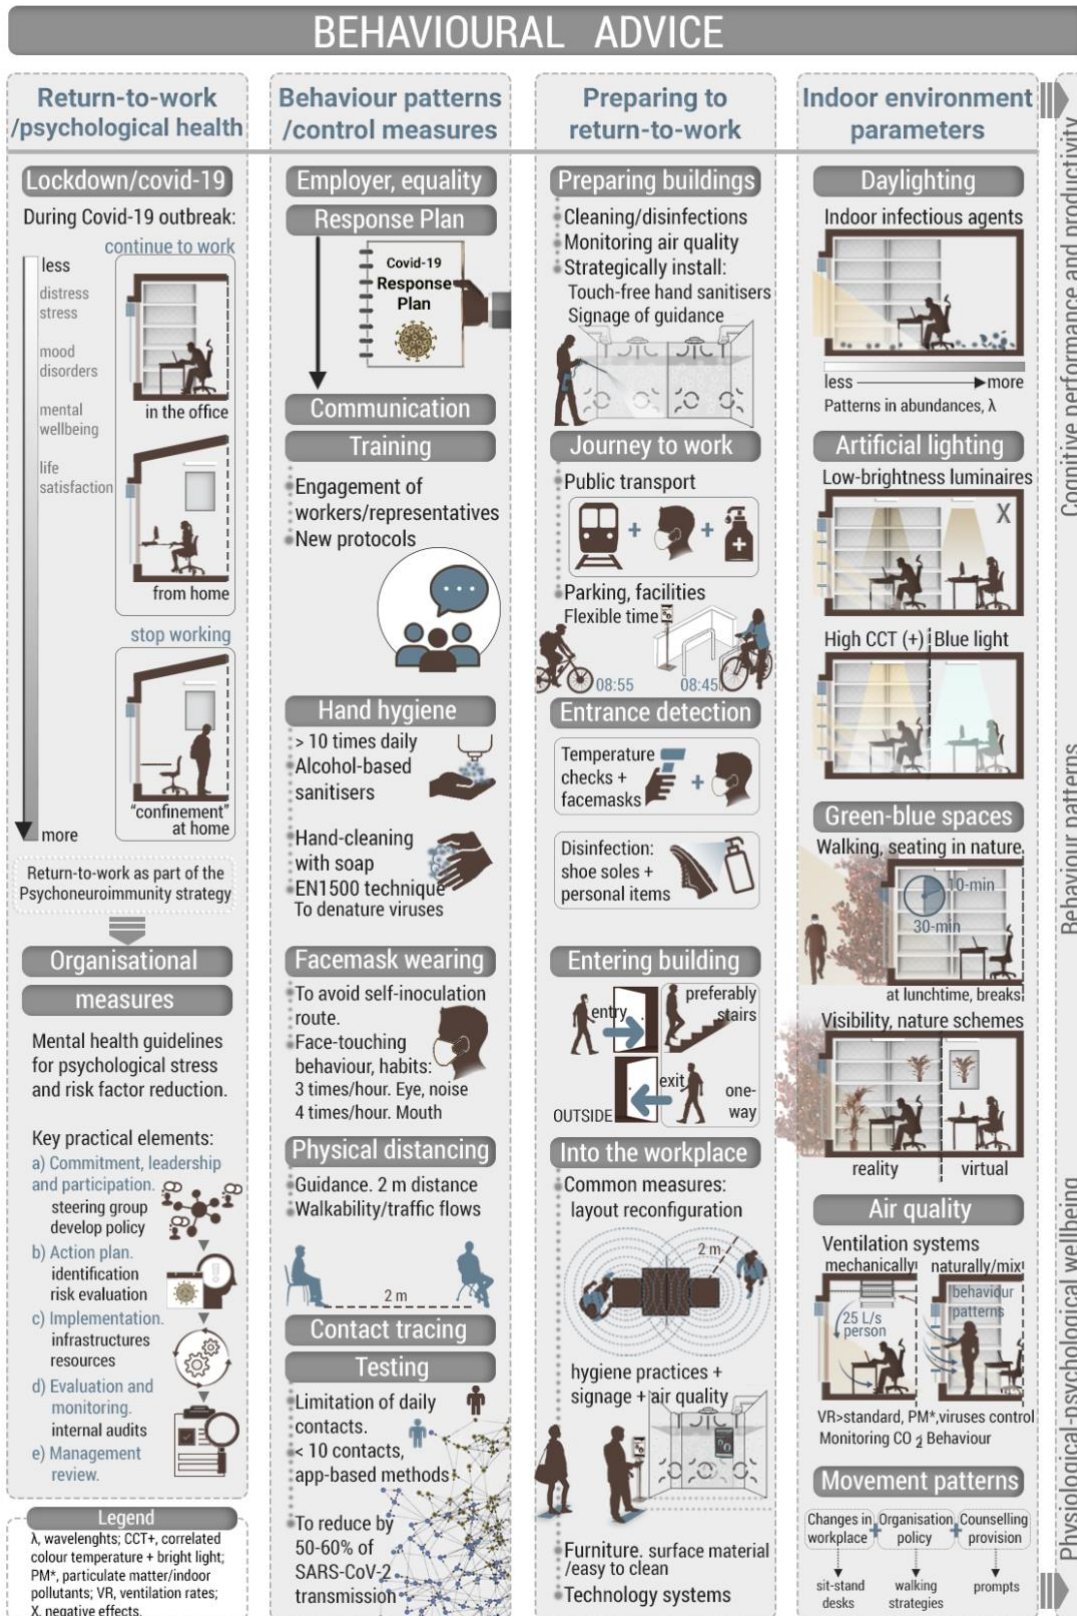 BEHAVIOURAL ADVICE
Return-to-work
/psychological health
Lockdown/covid-19
During Covid-19 outbreak:
continue to work
less
distress
stress
mood
disorders
mental
wellbeing
life
satisfaction
in the office
from home
stop working
"confinement"
at home
more
Return-to-work as part of the
Psychoneuroimmunity strategy
Organisational
measures
Mental health guidelines
for psychological stress
and risk factor reduction.
Key practical elements:
a) Commitment, leadership
and participation.
steering group
develop policy
b) Action plan.
identification
risk evaluation
c) Implementation.
infrastructures
resources
d) Evaluation and
monitoring.
internal audits
e) Management
review.
Legend
λ, wavelenghts; CCT+, correlated
colour temperature + bright light;
PM*, particulate matter/indoor
pollutants; VR, ventilation rates;
X, negative effects.
Behaviour patterns
/control measures
Employer, equality
Response Plan
Covid-19
Response
Plan
Communication
Training
Engagement of
workers/representatives
New protocols
Hand hygiene
> 10 times daily
Alcohol-based
sanitisers
Hand-cleaning
with soap
EN1500 technique
To denature viruses
Facemask wearing
To avoid self-inoculation
route.
Face-touching
behaviour, habits:
3 times/hour. Eye, noise
4 times/hour. Mouth
Physical distancing
Guidance. 2 m distance
Walkability/traffic flows
2 m
Contact tracing
Testing
Limitation of daily
contacts.
< 10 contacts,
app-based methods
To reduce by
50-60% of
SARS-CoV-2
transmission
Preparing to
return-to-work
Preparing buildings
Cleaning/disinfections
Monitoring air quality
Strategically install:
Touch-free hand sanitisers
Signage of guidance
Journey to work
Public transport
+ +
Parking, facilities
Flexible time
08:55 08:45
Entrance detection
Temperature
checks +
facemasks
+
Disinfection:
shoe soles +
personal items
Entering building
entry
preferably
stairs
exit
OUTSIDE
one-
way
Into the workplace
Common measures:
layout reconfiguration
2 m
hygiene practices +
signage + air quality
Furniture. surface material
/easy to clean
Technology systems
Indoor environment
parameters
Daylighting
Indoor infectious agents
less more
Patterns in abundances, λ
Artificial lighting
Low-brightness luminaires
X
High CCT (+) Blue light
Green-blue spaces
Walking, seating in nature.
10-min
30-min
at lunchtime, breaks
Visibility, nature schemes
reality virtual
Air quality
Ventilation systems
mechanically naturally/mix
25 L/s
person
behaviour
patterns
VR>standard, PM*,viruses control
Monitoring CO 2 Behaviour
Movement patterns
Changes in
workplace
+
Organisation
policy
+
Counselling
provision
sit-stand
desks
walking
strategies
prompts
Cognitive performance and productivity
Behaviour patterns
Physiological-psychological wellbeing